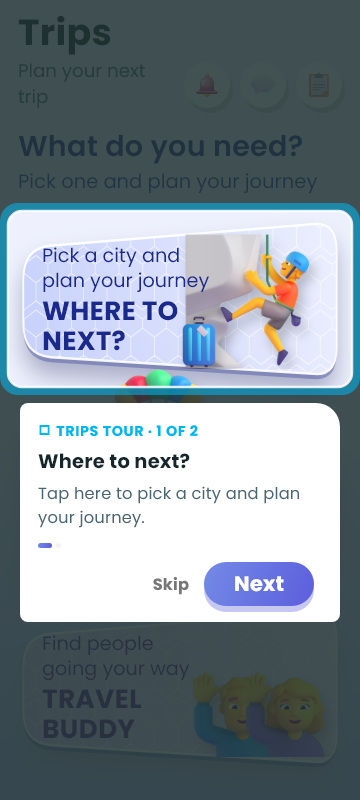 Trips
Plan your next
trip
What do you need?
Pick one and plan your journey
Pick a city and
plan your journey
WHERE TO
NEXT?
TRIPS TOUR · 1 OF 2
Where to next?
Tap here to pick a city and plan
your journey.
Skip
Next
Find people
going your way
TRAVEL
BUDDY